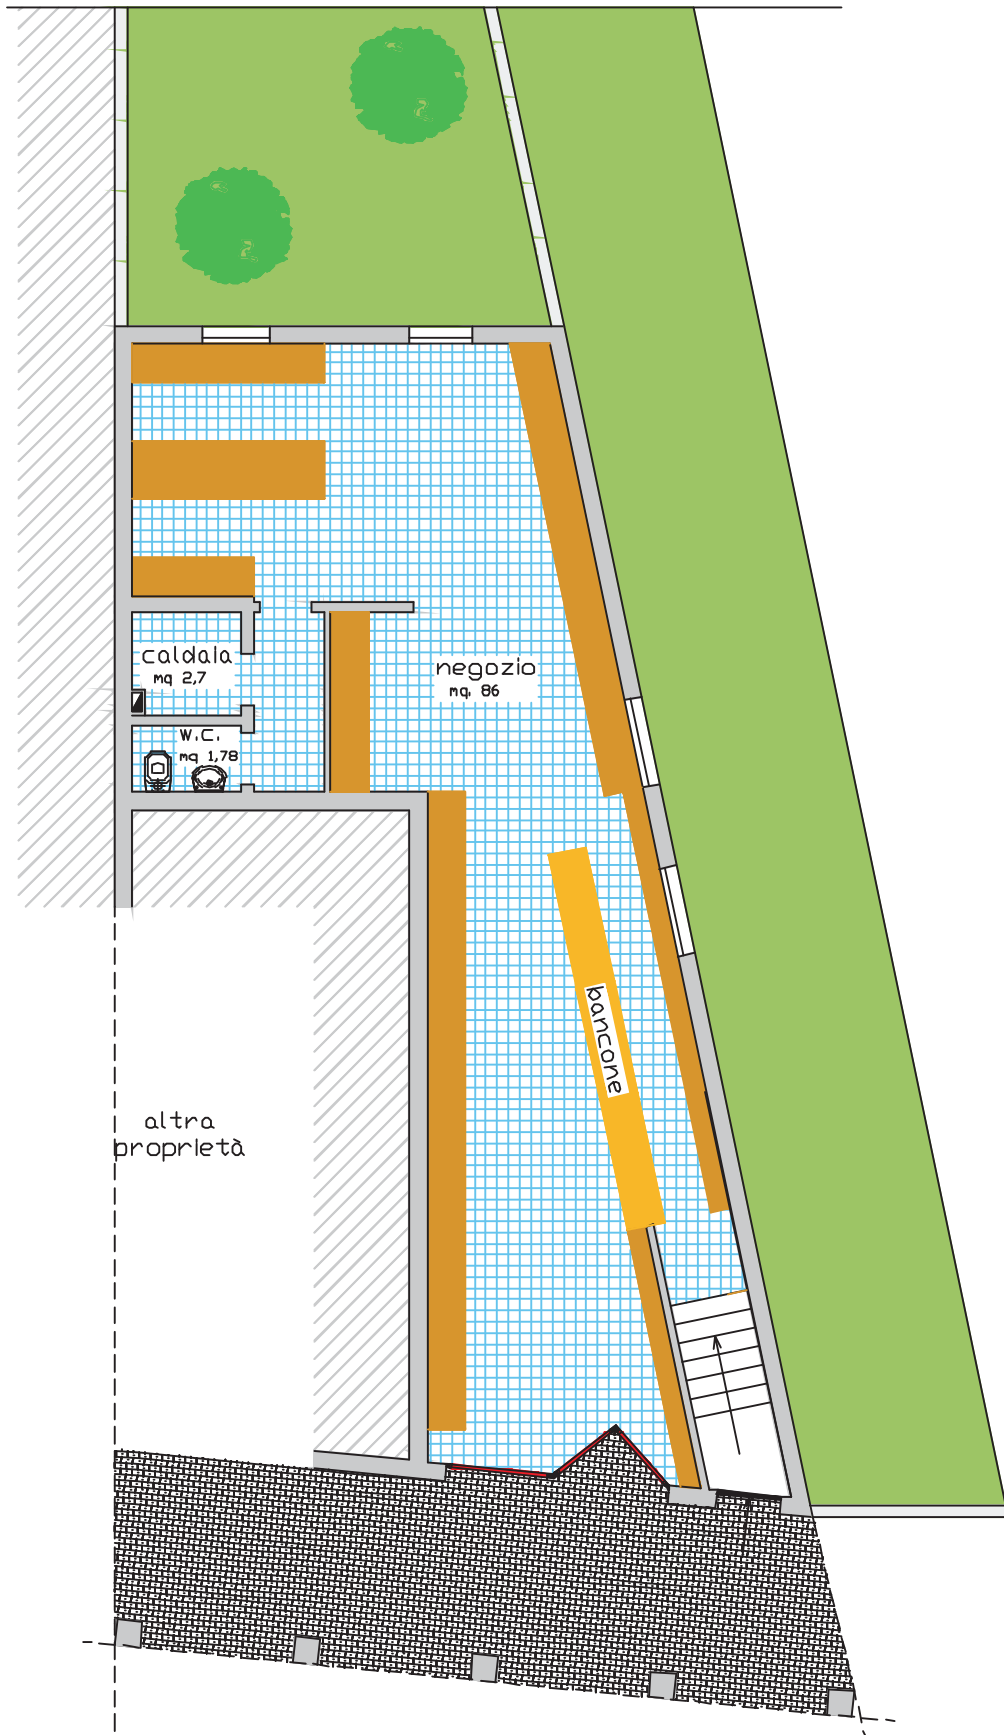 caldaia
mq 2,7
negozio
mq. 86
W.C.
mq 1,78
bancone
altra
proprietà